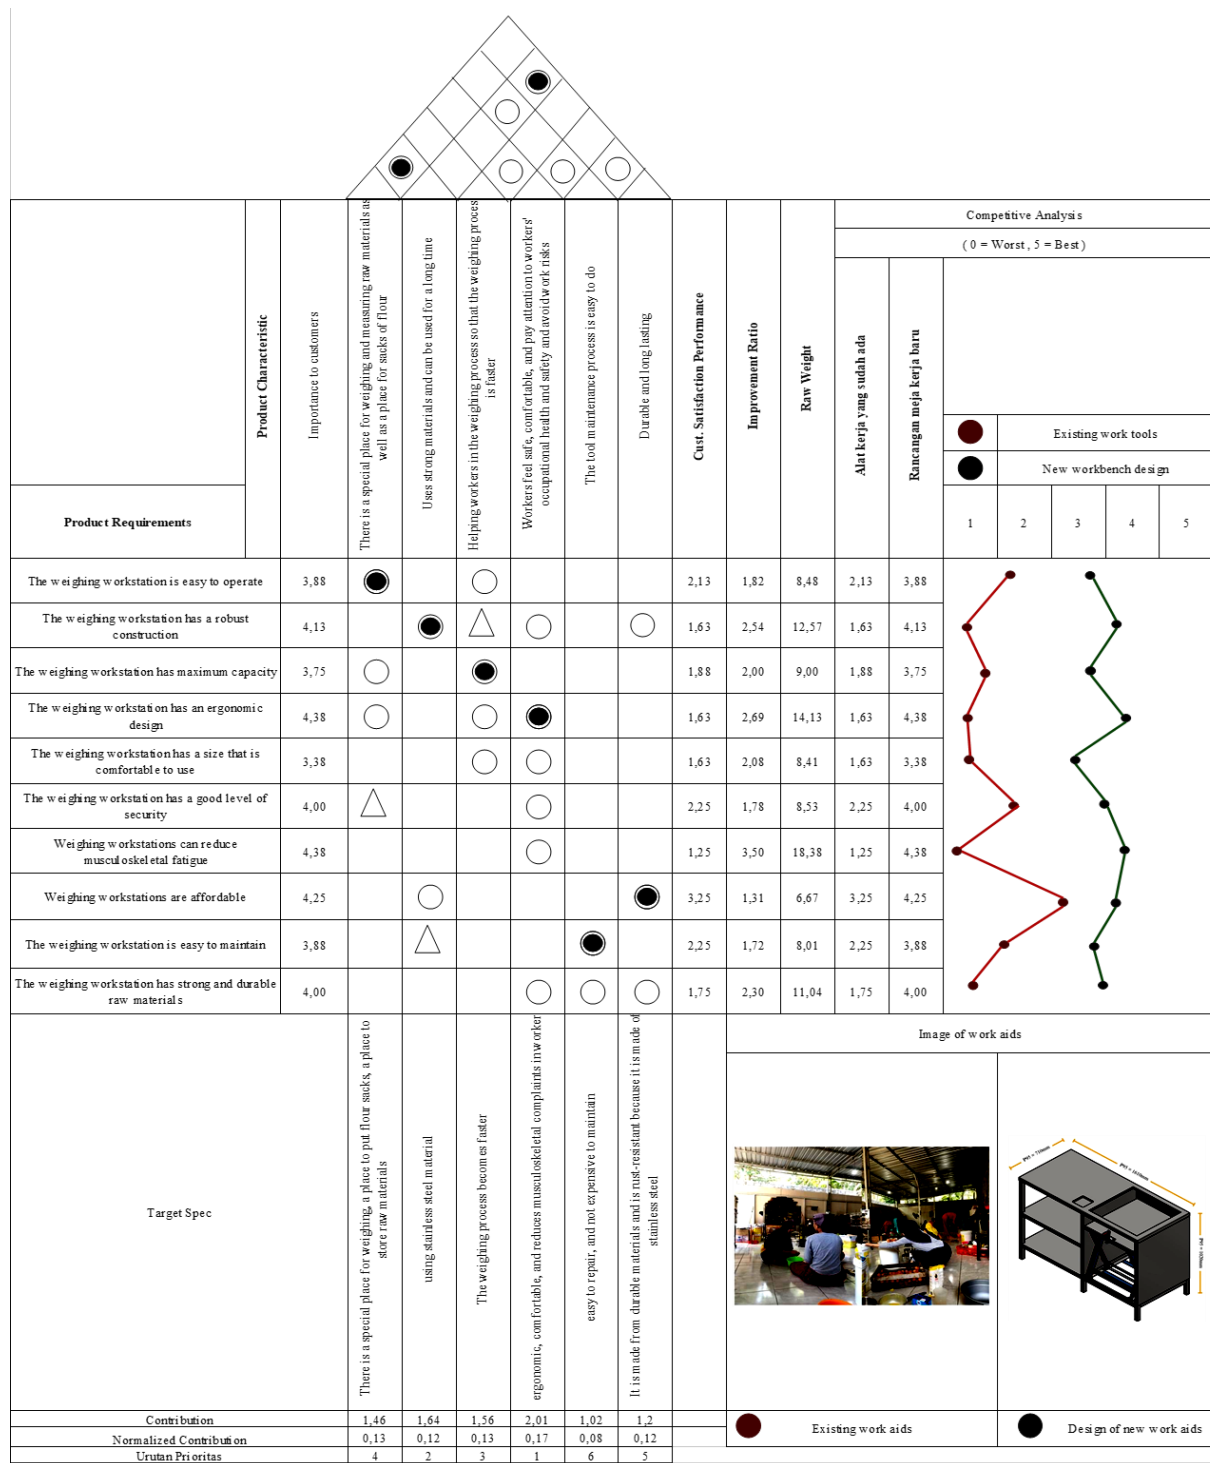 Competitive Analysis
( 0 = Worst , 5 = Best )
Product Characteristic
Importance to customers
There is a special place for weighing and measuring raw materials as
well as a place for sacks of flour
Uses strong materials and can be used for a long time
Helping workers in the weighing process so that the weighing proces
is faster
Workers feel safe, comfortable, and pay attention to workers'
occupational health and safety and avoid work risks
The tool maintenance process is easy to do
Durable and long lasting
Cust. Satisfaction Performance
Improvement Ratio
Raw Weight
Alat kerja yang sudah ada
Rancangan meja kerja baru
Existing work tools
New workbench design
Product Requirements
1 2 3 4 5
The weighing workstation is easy to operate 3,88 2,13 1,82 8,48 2,13 3,88
The weighing workstation has a robust
construction 4,13 1,63 2,54 12,57 1,63 4,13
The weighing workstation has maximum capacity 3,75 1,88 2,00 9,00 1,88 3,75
The weighing workstation has an ergonomic
design 4,38 1,63 2,69 14,13 1,63 4,38
The weighing workstation has a size that is
comfortable to use 3,38 1,63 2,08 8,41 1,63 3,38
The weighing workstation has a good level of
security 4,00 2,25 1,78 8,53 2,25 4,00
Weighing workstations can reduce
musculoskeletal fatigue 4,38 1,25 3,50 18,38 1,25 4,38
Weighing workstations are affordable 4,25 3,25 1,31 6,67 3,25 4,25
The weighing workstation is easy to maintain 3,88 2,25 1,72 8,01 2,25 3,88
The weighing workstation has strong and durable
raw materials 4,00 1,75 2,30 11,04 1,75 4,00
Target Spec
There is a special place for weighing, a place to put flour sacks, a place to
store raw materials
using stainless steel material
The weighing process becomes faster
ergonomic, comfortable, and reduces musculoskeletal complaints in worker
easy to repair, and not expensive to maintain
It is made from durable materials and is rust-resistant because it is made of
stainless steel
Image of work aids
Contribution 1,46 1,64 1,56 2,01 1,02 1,2
Normalized Contribution 0,13 0,12 0,13 0,17 0,08 0,12
Urutan Prioritas 4 2 3 1 6 5
Existing work aids
Design of new work aids